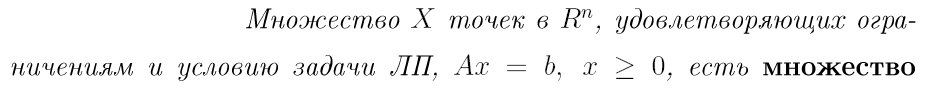 Множество X точек в Rⁿ, удовлетворяющих огра-
ничениям и условию задачи ЛП, Ax = b, x ≥ 0, есть множество